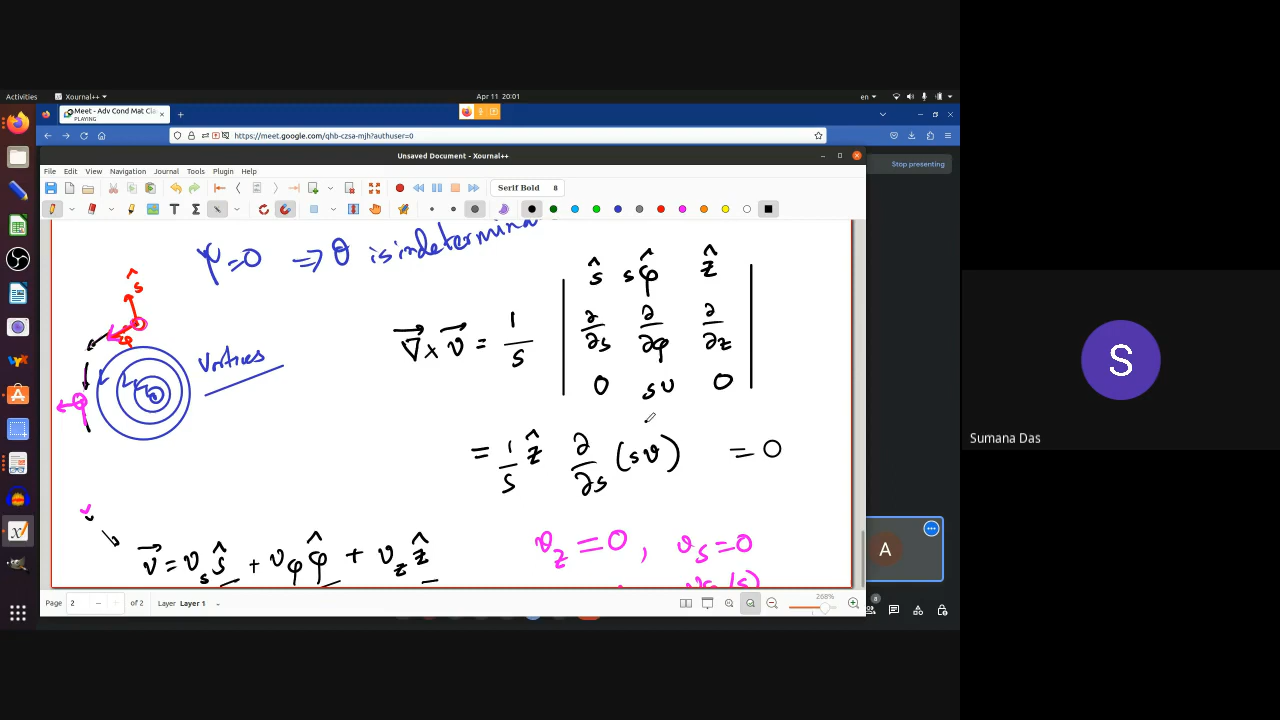 Activities Xournal++ Apr 11 20:01 en
Meet - Adv Cond Mat Cla
PLAYING
https://meet.google.com/qhb-czsa-mjh?authuser=0
Unsaved Document - Xournal++
Stop presenting
File Edit View Navigation Journal Tools Plugin Help
Serif Bold 8
ψ=0 ⇒ θ is indetermina
ŝ
vortices
ŝ sφ̂ ẑ
∇⃗ × v⃗ = 1/s | ∂/∂s ∂/∂φ ∂/∂z |
0 sv 0
= 1/s ẑ ∂/∂s (sv) = 0
v⃗ = v_s ŝ + v_φ φ̂ + v_z ẑ
v_z = 0, v_s = 0
(s)
Page 2 of 2 Layer Layer 1 268%
S
Sumana Das
A
8